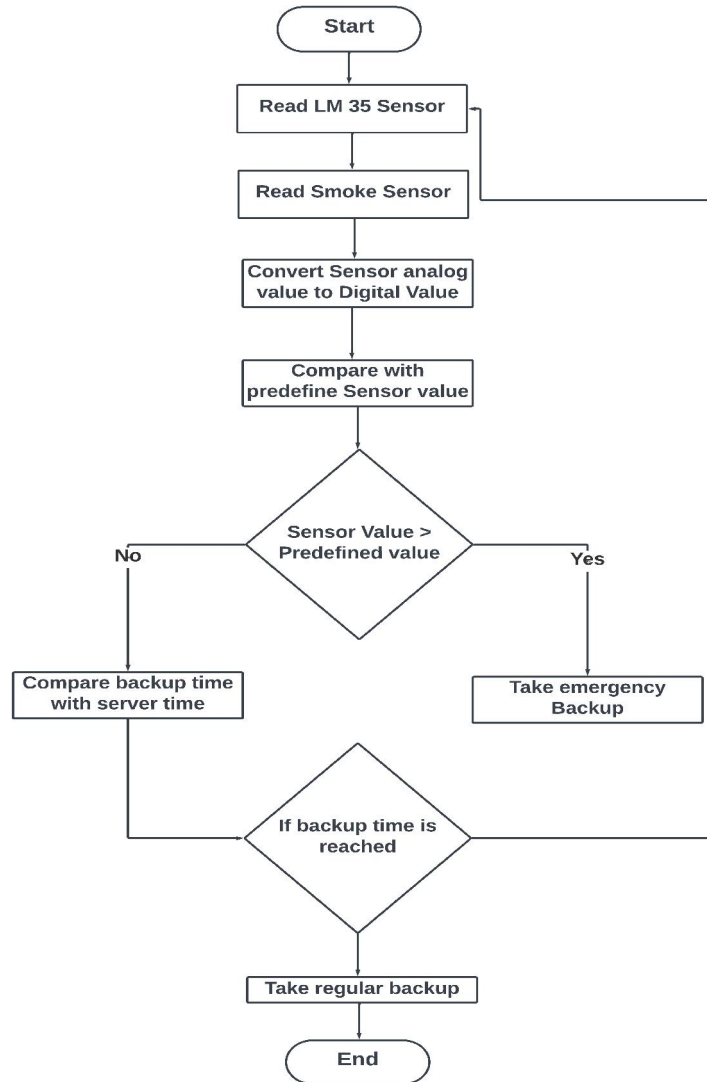 Start
Read LM 35 Sensor
Read Smoke Sensor
Convert Sensor analog
value to Digital Value
Compare with
predefine Sensor value
Sensor Value >
Predefined value
No
Yes
Compare backup time
with server time
Take emergency
Backup
If backup time is
reached
Take regular backup
End